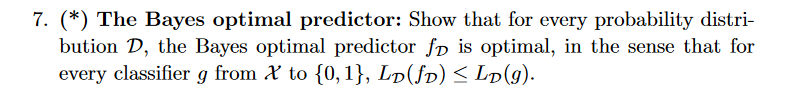 7. (*) The Bayes optimal predictor: Show that for every probability distri-
bution D, the Bayes optimal predictor f_D is optimal, in the sense that for
every classifier g from X to {0, 1}, L_D(f_D) ≤ L_D(g).